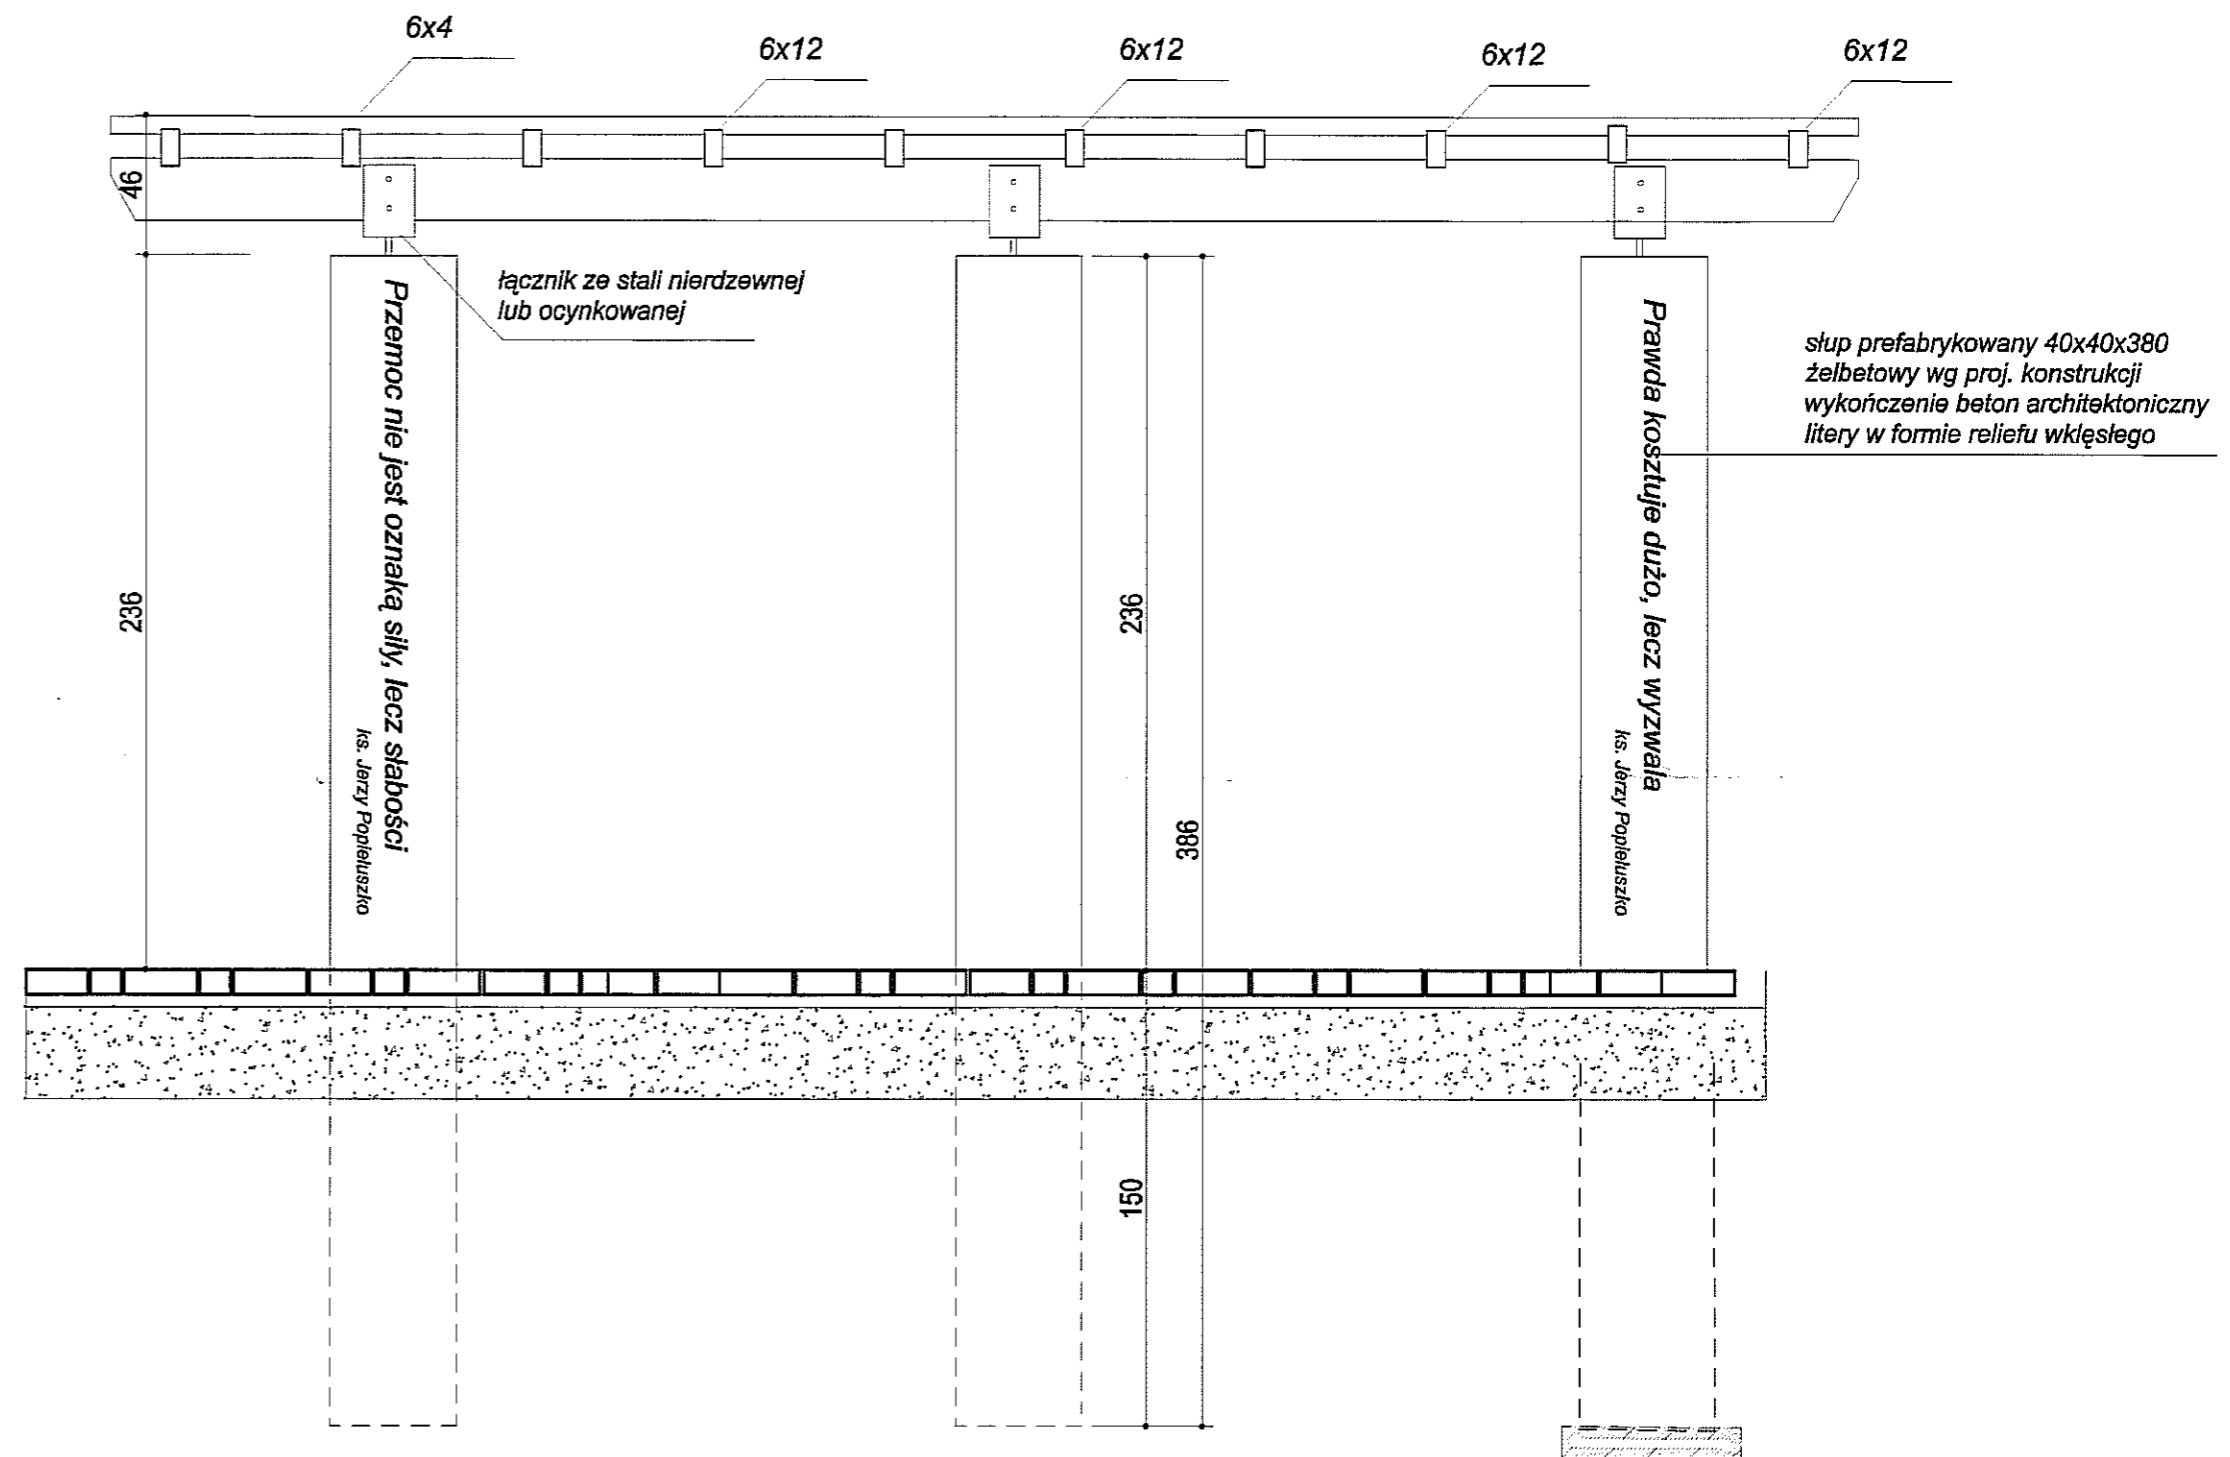 6x4
6x12
6x12
6x12
6x12
46
łącznik ze stali nierdzewnej
lub ocynkowanej
Przemoc nie jest oznaką siły, lecz słabości
ks. Jerzy Popiełuszko
236
236
386
150
Prawda kosztuje dużo, lecz wyzwala
ks. Jerzy Popiełuszko
słup prefabrykowany 40x40x380
żelbetowy wg proj. konstrukcji
wykończenie beton architektoniczny
litery w formie reliefu wklęsłego